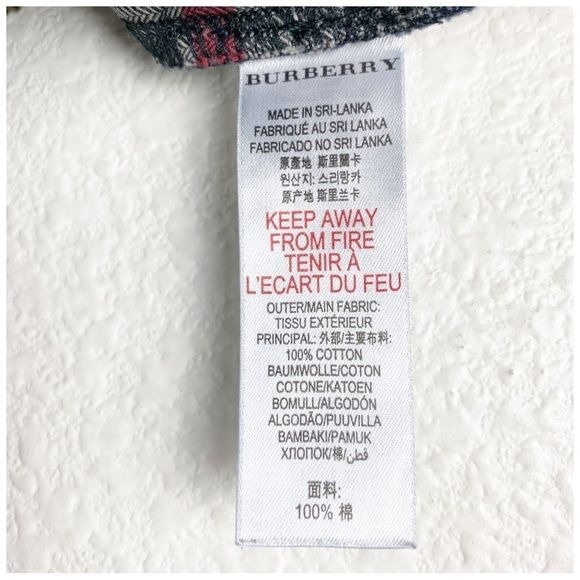 BURBERRY
MADE IN SRI-LANKA
FABRIQUÉ AU SRI LANKA
FABRICADO NO SRI LANKA
原產地 斯里蘭卡
원산지: 스리랑카
原产地 斯里兰卡
KEEP AWAY
FROM FIRE
TENIR À
L'ECART DU FEU
OUTER/MAIN FABRIC:
TISSU EXTÉRIEUR
PRINCIPAL: 外部/主要布料:
100% COTTON
BAUMWOLLE/COTON
COTONE/KATOEN
BOMULL/ALGODÓN
ALGODÃO/PUUVILLA
BAMBAKI/PAMUK
ХЛОПОК/棉/قطن
面料:
100% 棉